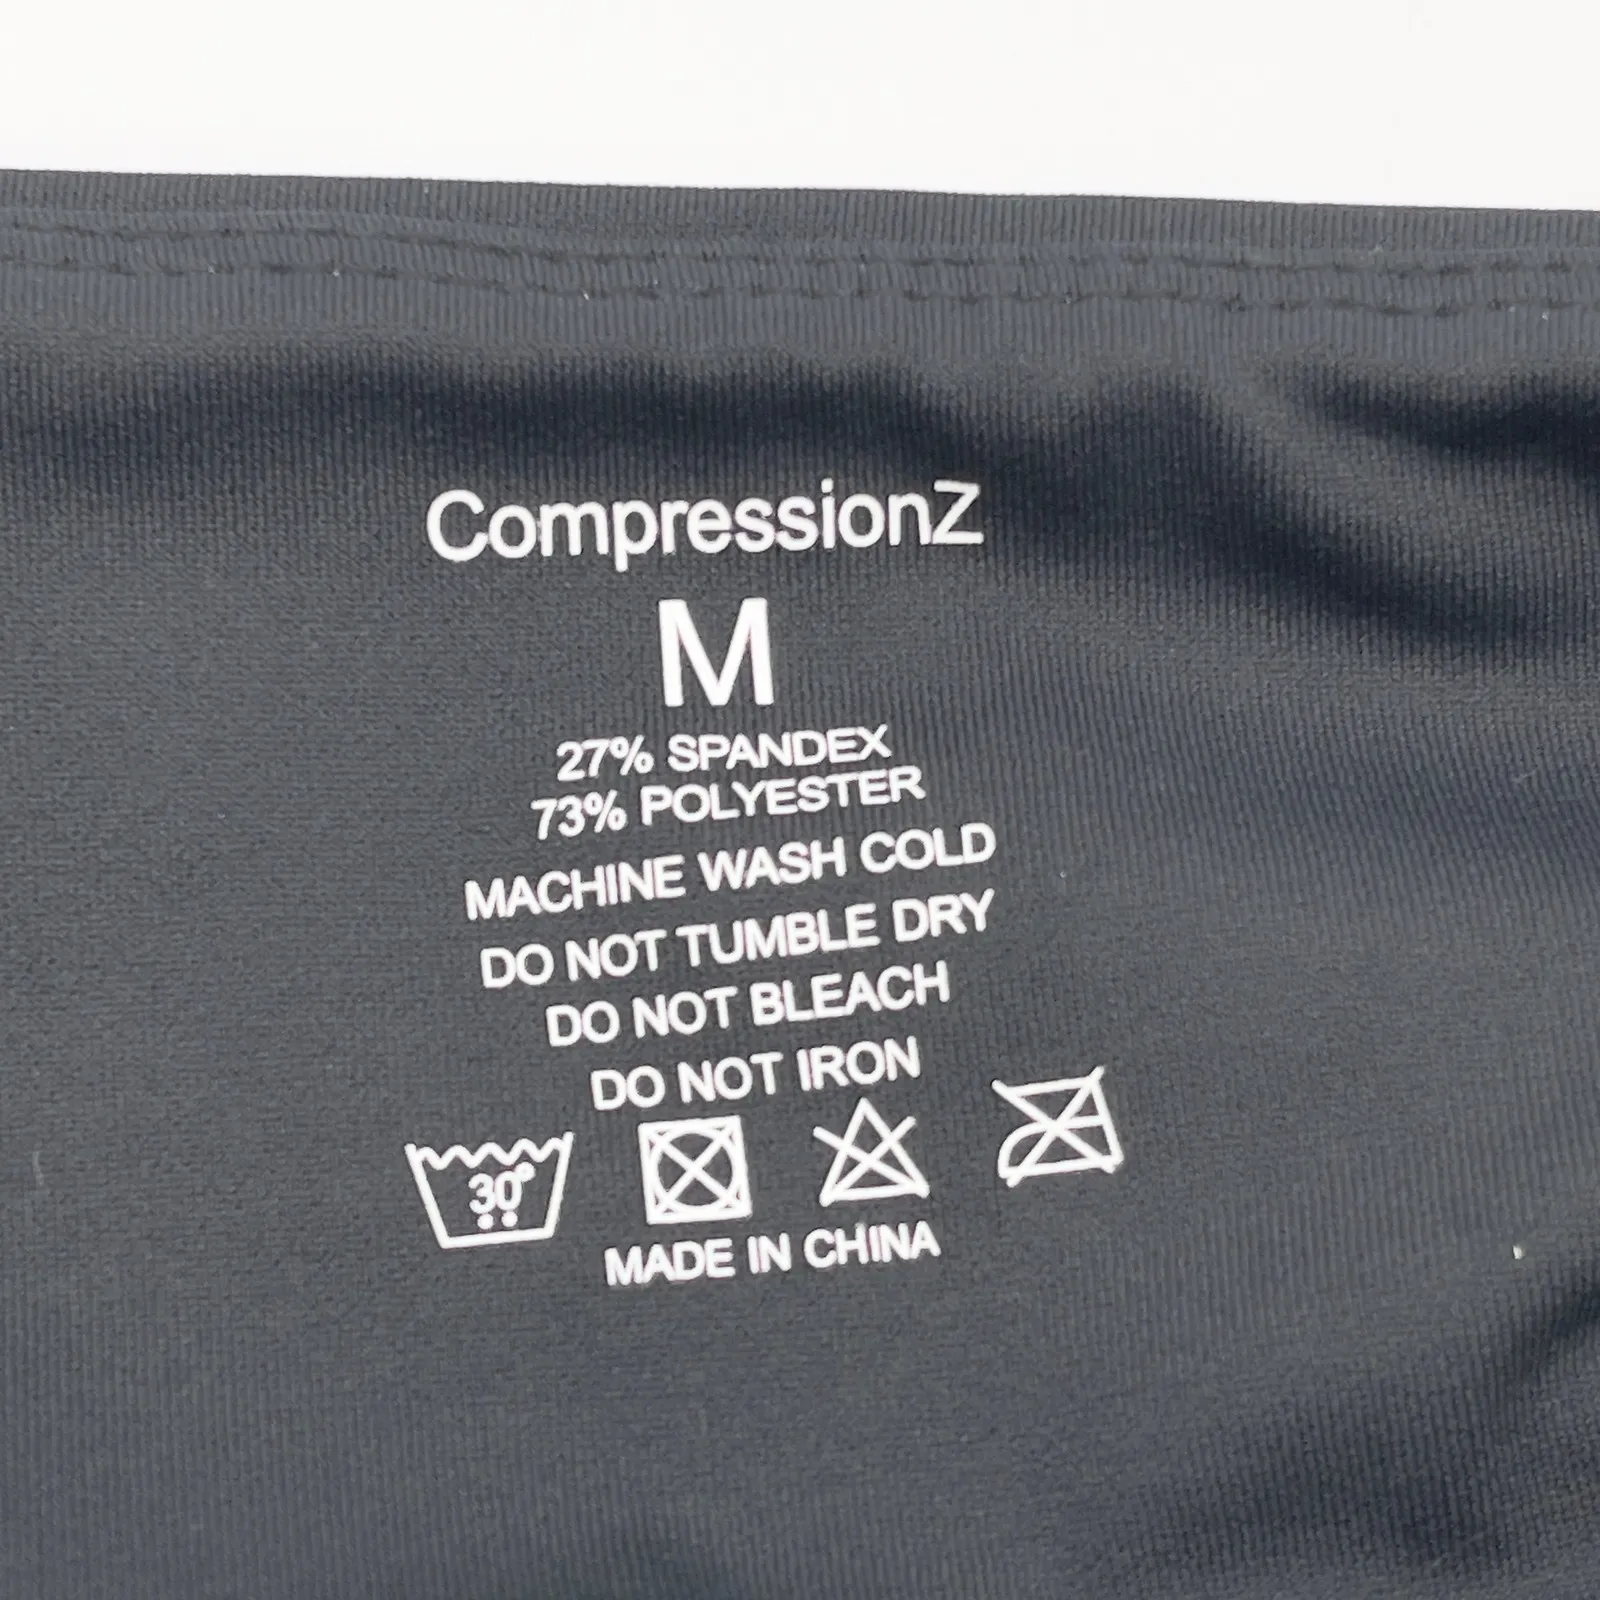 CompressionZ
M
27% SPANDEX
73% POLYESTER
MACHINE WASH COLD
DO NOT TUMBLE DRY
DO NOT BLEACH
DO NOT IRON
30°
MADE IN CHINA